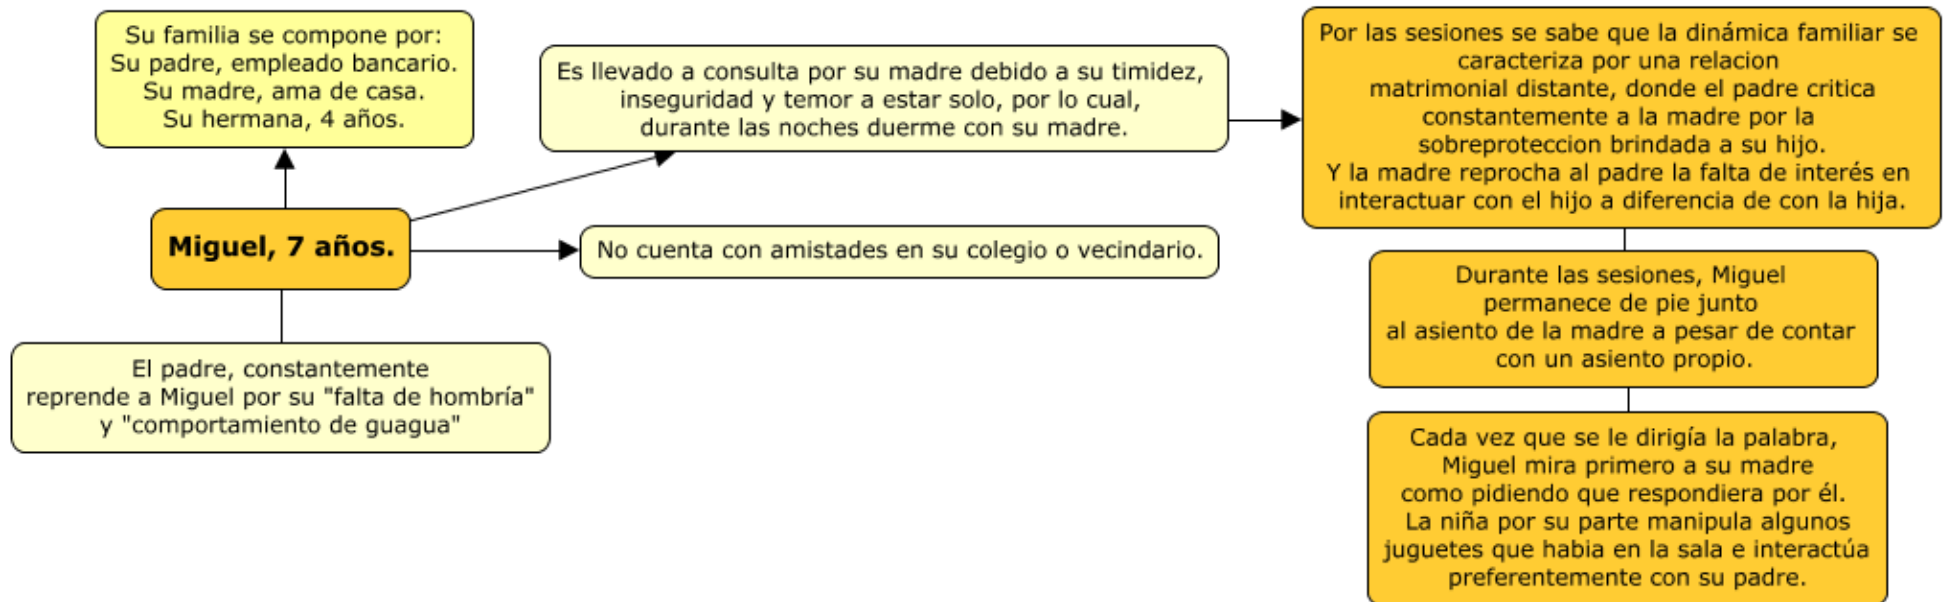 Su familia se compone por:
Su padre, empleado bancario.
Su madre, ama de casa.
Su hermana, 4 años.
Es llevado a consulta por su madre debido a su timidez,
inseguridad y temor a estar solo, por lo cual,
durante las noches duerme con su madre.
Por las sesiones se sabe que la dinámica familiar se
caracteriza por una relacion
matrimonial distante, donde el padre critica
constantemente a la madre por la
sobreproteccion brindada a su hijo.
Y la madre reprocha al padre la falta de interés en
interactuar con el hijo a diferencia de con la hija.
Miguel, 7 años.
No cuenta con amistades en su colegio o vecindario.
Durante las sesiones, Miguel
permanece de pie junto
al asiento de la madre a pesar de contar
con un asiento propio.
El padre, constantemente
reprende a Miguel por su "falta de hombría"
y "comportamiento de guagua"
Cada vez que se le dirigía la palabra,
Miguel mira primero a su madre
como pidiendo que respondiera por él.
La niña por su parte manipula algunos
juguetes que habia en la sala e interactúa
preferentemente con su padre.